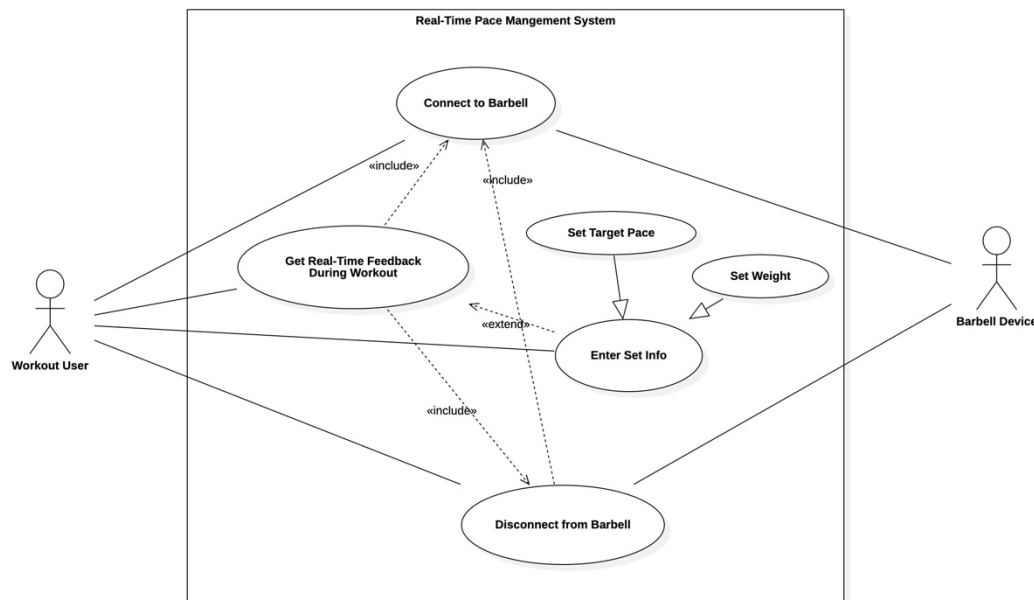 Real-Time Pace Mangement System
Connect to Barbell
«include»
«include»
Set Target Pace
Get Real-Time Feedback
During Workout
Set Weight
«extend»
Enter Set Info
Workout User
Barbell Device
«include»
Disconnect from Barbell